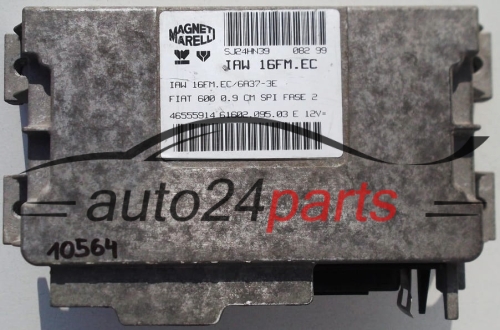 MAGNETI
MARELLI
5J24HN39 082 99
IAW 16FM.EC
IAW 16FM.EC/6A37-3E
FIAT 600 0.9 CM SPI FASE 2
46555914 61602.095.03 E 12V=
auto24parts
10564